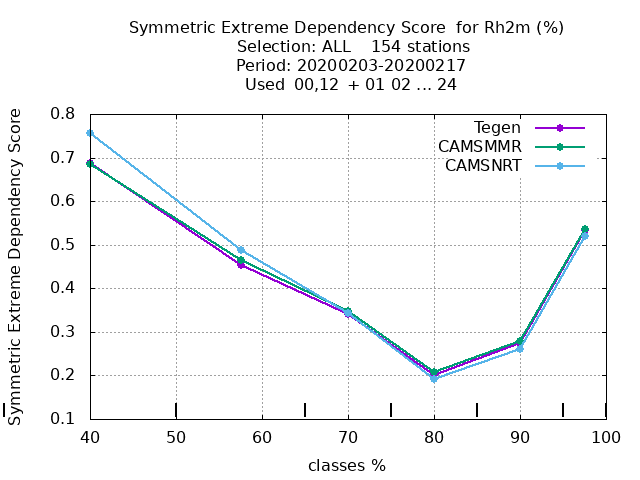 Symmetric Extreme Dependency Score for Rh2m (%)
Selection: ALL 154 stations
Period: 20200203-20200217
Used 00,12 + 01 02 ... 24
Symmetric Extreme Dependency Score
0.8
0.7
0.6
0.5
0.4
0.3
0.2
0.1
Tegen
CAMSMMR
CAMSNRT
40 50 60 70 80 90 100
classes %